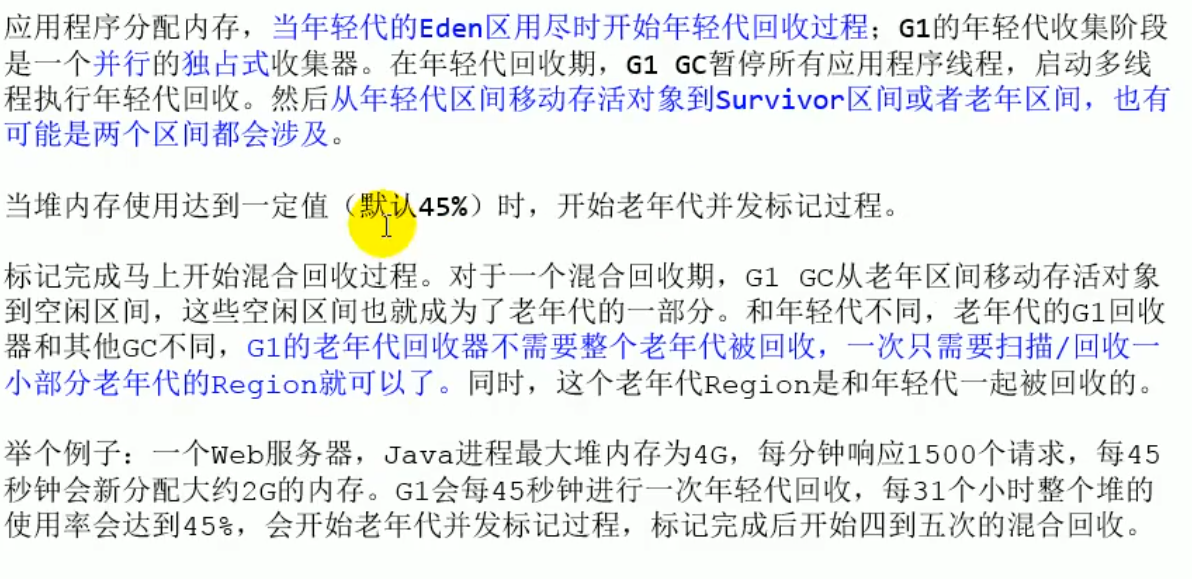 应用程序分配内存，当年轻代的Eden区用尽时开始年轻代回收过程；G1的年轻代收集阶段
是一个并行的独占式收集器。在年轻代回收期，G1 GC暂停所有应用程序线程，启动多线
程执行年轻代回收。然后从年轻代区间移动存活对象到Survivor区间或者老年区间，也有
可能是两个区间都会涉及。
当堆内存使用达到一定值（默认45%）时，开始老年代并发标记过程。
标记完成马上开始混合回收过程。对于一个混合回收期，G1 GC从老年区间移动存活对象
到空闲区间，这些空闲区间也就成为了老年代的一部分。和年轻代不同，老年代的G1回收
器和其他GC不同，G1的老年代回收器不需要整个老年代被回收，一次只需要扫描/回收一
小部分老年代的Region就可以了。同时，这个老年代Region是和年轻代一起被回收的。
举个例子：一个Web服务器，Java进程最大堆内存为4G，每分钟响应1500个请求，每45
秒钟会新分配大约2G的内存。G1会每45秒钟进行一次年轻代回收，每31个小时整个堆的
使用率会达到45%，会开始老年代并发标记过程，标记完成后开始四到五次的混合回收。